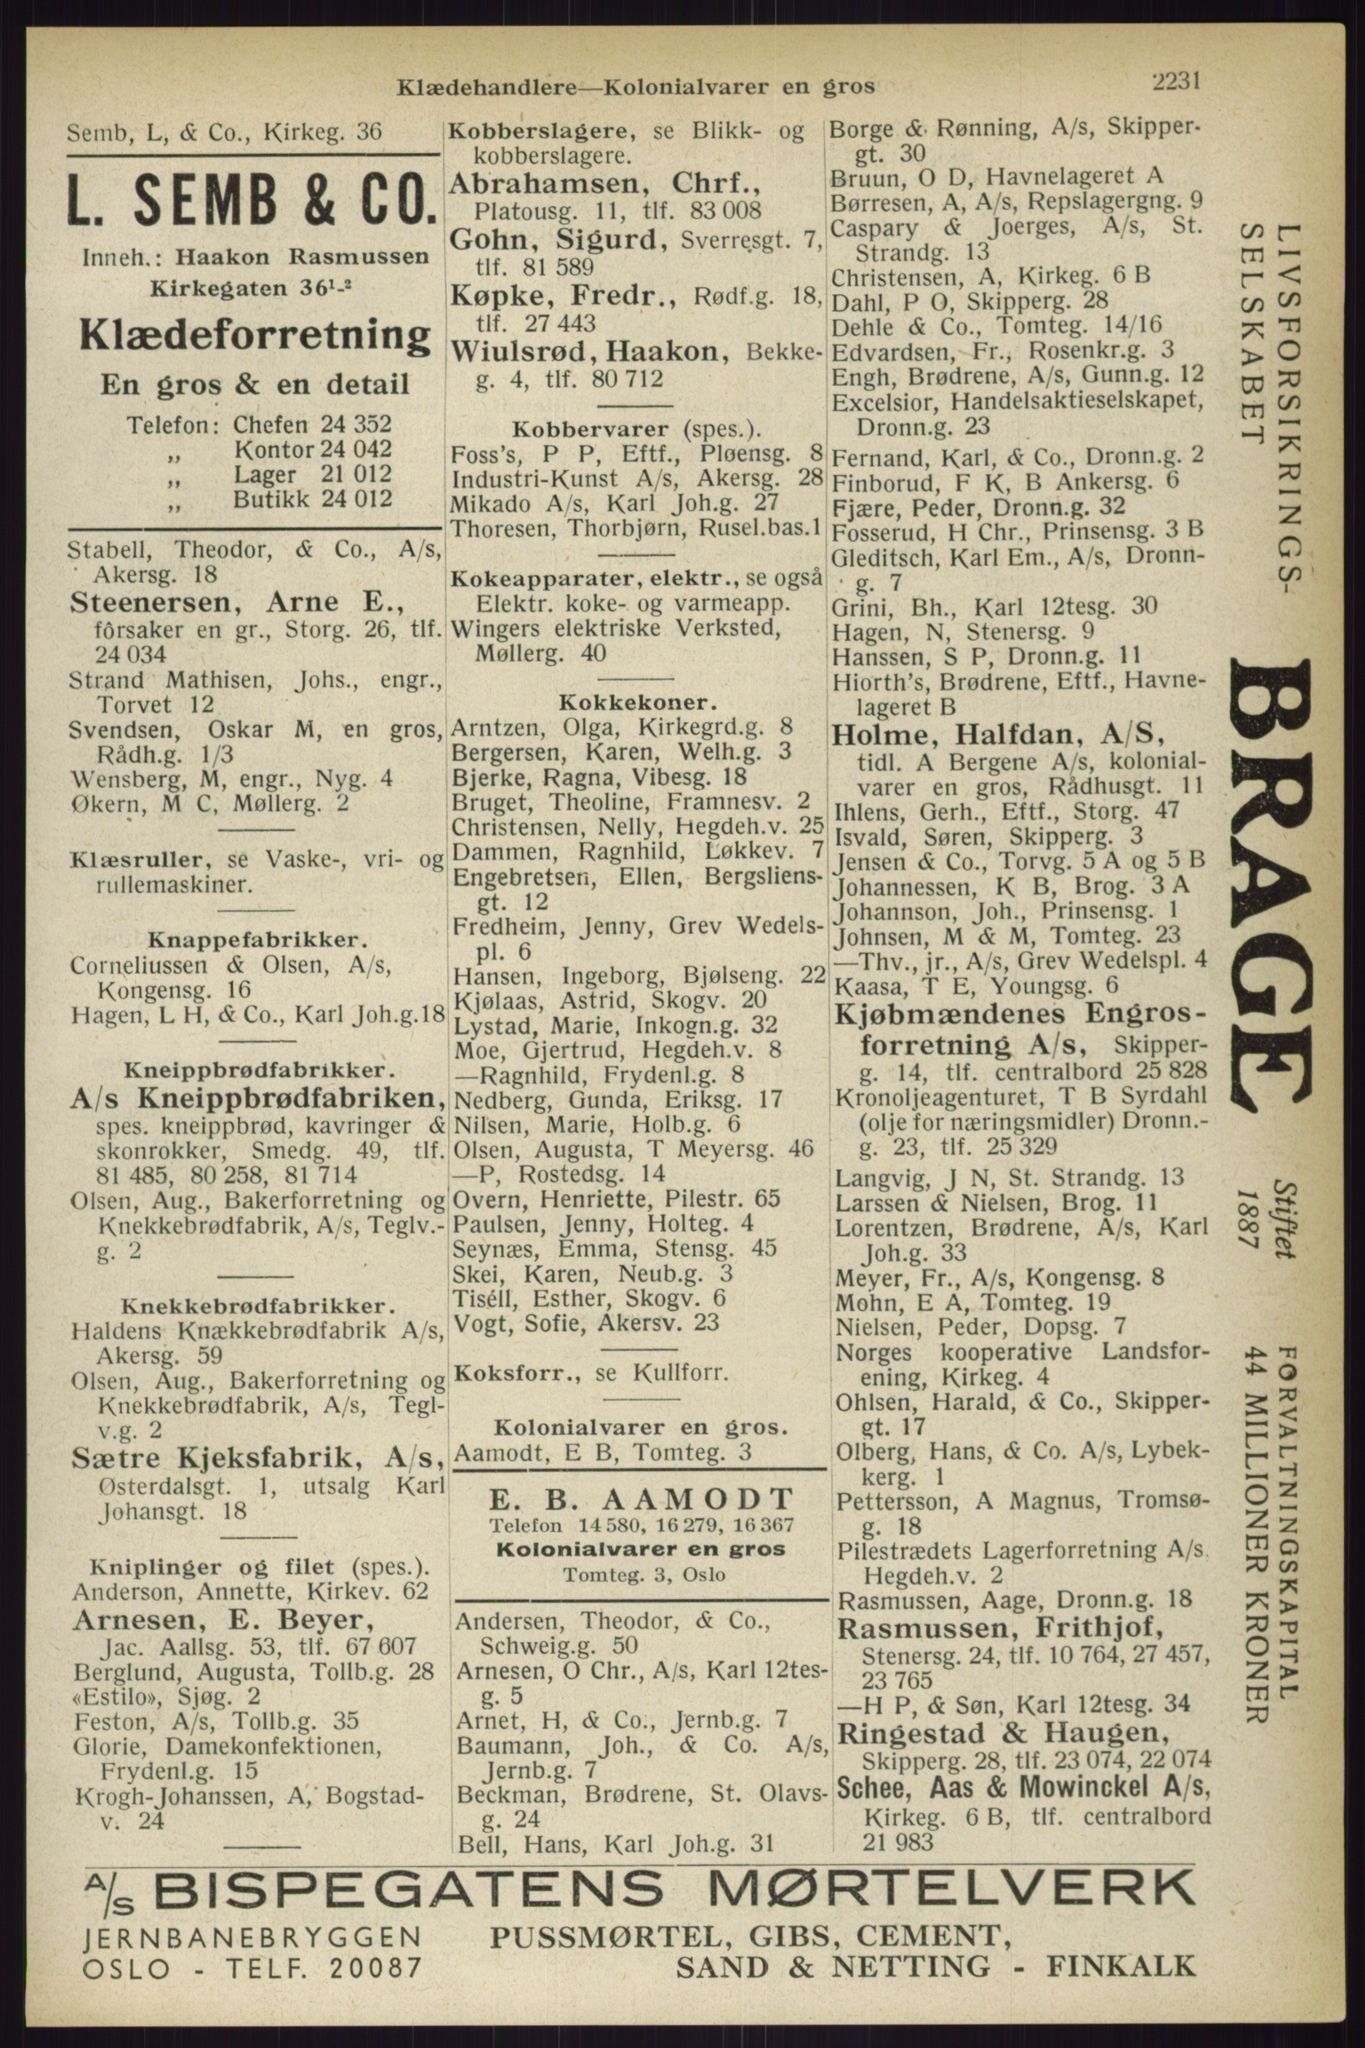 Klædehandlere—Kolonialvarer en gros
2231
Semb, L, & Co., Kirkeg. 36
L. SEMB & CO.
Inneh.: Haakon Rasmussen
Kirkegaten 36¹-²
Klædeforretning
En gros & en detail
Telefon: Chefen 24 352
„ Kontor 24 042
„ Lager 21 012
„ Butikk 24 012
Stabell, Theodor, & Co., A/s,
Akersg. 18
Steenersen, Arne E.,
fôrsaker en gr., Storg. 26, tlf.
24 034
Strand Mathisen, Johs., engr.,
Torvet 12
Svendsen, Oskar M, en gros,
Rådh.g. 1/3
Wensberg, M, engr., Nyg. 4
Økern, M C, Møllerg. 2
Klæsruller, se Vaske-, vri- og
rullemaskiner.
Knappefabrikker.
Corneliussen & Olsen, A/s,
Kongensg. 16
Hagen, L H, & Co., Karl Joh.g.18
Kneippbrødfabrikker.
A/s Kneippbrødfabriken,
spes. kneippbrød, kavringer &
skonrokker, Smedg. 49, tlf.
81 485, 80 258, 81 714
Olsen, Aug., Bakerforretning og
Knekkebrødfabrik, A/s, Teglv.-
g. 2
Knekkebrødfabrikker.
Haldens Knækkebrødfabrik A/s,
Akersg. 59
Olsen, Aug., Bakerforretning og
Knekkebrødfabrik, A/s, Tegl-
v.g. 2
Sætre Kjeksfabrik, A/s,
Østerdalsgt. 1, utsalg Karl
Johansgt. 18
Kniplinger og filet (spes.).
Anderson, Annette, Kirkev. 62
Arnesen, E. Beyer,
Jac. Aallsg. 53, tlf. 67 607
Berglund, Augusta, Tollb.g. 28
«Estilo», Sjøg. 2
Feston, A/s, Tollb.g. 35
Glorie, Damekonfektionen,
Frydenl.g. 15
Krogh-Johanssen, A, Bogstad-
v. 24
Kobberslagere, se Blikk- og
kobberslagere.
Abrahamsen, Chrf.,
Platousg. 11, tlf. 83 008
Gohn, Sigurd, Sverresgt. 7,
tlf. 81 589
Køpke, Fredr., Rødf.g. 18,
tlf. 27 443
Wiulsrød, Haakon, Bekke-
g. 4, tlf. 80 712
Kobbervarer (spes.).
Foss's, P P, Eftf., Pløensg. 8
Industri-Kunst A/s, Akersg. 28
Mikado A/s, Karl Joh.g. 27
Thoresen, Thorbjørn, Rusel.bas.1
Kokeapparater, elektr., se også
Elektr. koke- og varmeapp.
Wingers elektriske Verksted,
Møllerg. 40
Kokkekoner.
Arntzen, Olga, Kirkegrd.g. 8
Bergersen, Karen, Welh.g. 3
Bjerke, Ragna, Vibesg. 18
Bruget, Theoline, Framnesv. 2
Christensen, Nelly, Hegdeh.v. 25
Dammen, Ragnhild, Løkkev. 7
Engebretsen, Ellen, Bergsliens-
gt. 12
Fredheim, Jenny, Grev Wedels-
pl. 6
Hansen, Ingeborg, Bjølseng. 22
Kjølaas, Astrid, Skogv. 20
Lystad, Marie, Inkogn.g. 32
Moe, Gjertrud, Hegdeh.v. 8
—Ragnhild, Frydenl.g. 8
Nedberg, Gunda, Eriksg. 17
Nilsen, Marie, Holb.g. 6
Olsen, Augusta, T Meyersg. 46
—P, Rostedsg. 14
Overn, Henriette, Pilestr. 65
Paulsen, Jenny, Holteg. 4
Seynæs, Emma, Stensg. 45
Skei, Karen, Neub.g. 3
Tiséll, Esther, Skogv. 6
Vogt, Sofie, Akersv. 23
Koksforr., se Kullforr.
Kolonialvarer en gros.
Aamodt, E B, Tomteg. 3
E. B. AAMODT
Telefon 14 580, 16 279, 16 367
Kolonialvarer en gros
Tomteg. 3, Oslo
Andersen, Theodor, & Co.,
Schweig.g. 50
Arnesen, O Chr., A/s, Karl 12tes-
g. 5
Arnet, H, & Co., Jernb.g. 7
Baumann, Joh., & Co. A/s,
Jernb.g. 7
Beckman, Brødrene, St. Olavs-
g. 24
Bell, Hans, Karl Joh.g. 31
Borge & Rønning, A/s, Skipper-
gt. 30
Bruun, O D, Havnelageret A
Børresen, A, A/s, Repslagergng. 9
Caspary & Joerges, A/s, St.
Strandg. 13
Christensen, A, Kirkeg. 6 B
Dahl, P O, Skipperg. 28
Dehle & Co., Tomteg. 14/16
Edvardsen, Fr., Rosenkr.g. 3
Engh, Brødrene, A/s, Gunn.g. 12
Excelsior, Handelsaktieselskapet,
Dronn.g. 23
Fernand, Karl, & Co., Dronn.g. 2
Finborud, F K, B Ankersg. 6
Fjære, Peder, Dronn.g. 32
Fosserud, H Chr., Prinsensg. 3 B
Gleditsch, Karl Em., A/s, Dronn-
g. 7
Grini, Bh., Karl 12tesg. 30
Hagen, N, Stenersg. 9
Hanssen, S P, Dronn.g. 11
Hiorth's, Brødrene, Eftf., Havne-
lageret B
Holme, Halfdan, A/S,
tidl. A Bergene A/s, kolonial-
varer en gros, Rådhusgt. 11
Ihlens, Gerh., Eftf., Storg. 47
Isvald, Søren, Skipperg. 3
Jensen & Co., Torvg. 5 A og 5 B
Johannessen, K B, Brog. 3 A
Johannson, Joh., Prinsensg. 1
Johnsen, M & M, Tomteg. 23
—Thv., jr., A/s, Grev Wedelspl. 4
Kaasa, T E, Youngsg. 6
Kjøbmændenes Engros-
forretning A/s, Skipper-
g. 14, tlf. centralbord 25 828
Kronoljeagenturet, T B Syrdahl
(olje for næringsmidler) Dronn.-
g. 23, tlf. 25 329
Langvig, J N, St. Strandg. 13
Larssen & Nielsen, Brog. 11
Lorentzen, Brødrene, A/s, Karl
Joh.g. 33
Meyer, Fr., A/s, Kongensg. 8
Mohn, E A, Tomteg. 19
Nielsen, Peder, Dopsg. 7
Norges kooperative Landsfor-
ening, Kirkeg. 4
Ohlsen, Harald, & Co., Skipper-
gt. 17
Olberg, Hans, & Co. A/s, Lybek-
kerg. 1
Pettersson, A Magnus, Tromsø-
g. 18
Pilestrædets Lagerforretning A/s
Hegdeh.v. 2
Rasmussen, Aage, Dronn.g. 18
Rasmussen, Frithjof,
Stenersg. 24, tlf. 10 764, 27 457,
23 765
—H P, & Søn, Karl 12tesg. 34
Ringestad & Haugen,
Skipperg. 28, tlf. 23 074, 22 074
Schee, Aas & Mowinckel A/s,
Kirkeg. 6 B, tlf. centralbord
21 983
LIVSFORSIKRINGS-
SELSKABET
BRAGE
Stiftet
1887
FORVALTNINGSKAPITAL
44 MILLIONER KRONER
A/S BISPEGATENS MØRTELVERK
JERNBANEBRYGGEN
OSLO - TELF. 20087
PUSSMØRTEL, GIBS, CEMENT,
SAND & NETTING - FINKALK